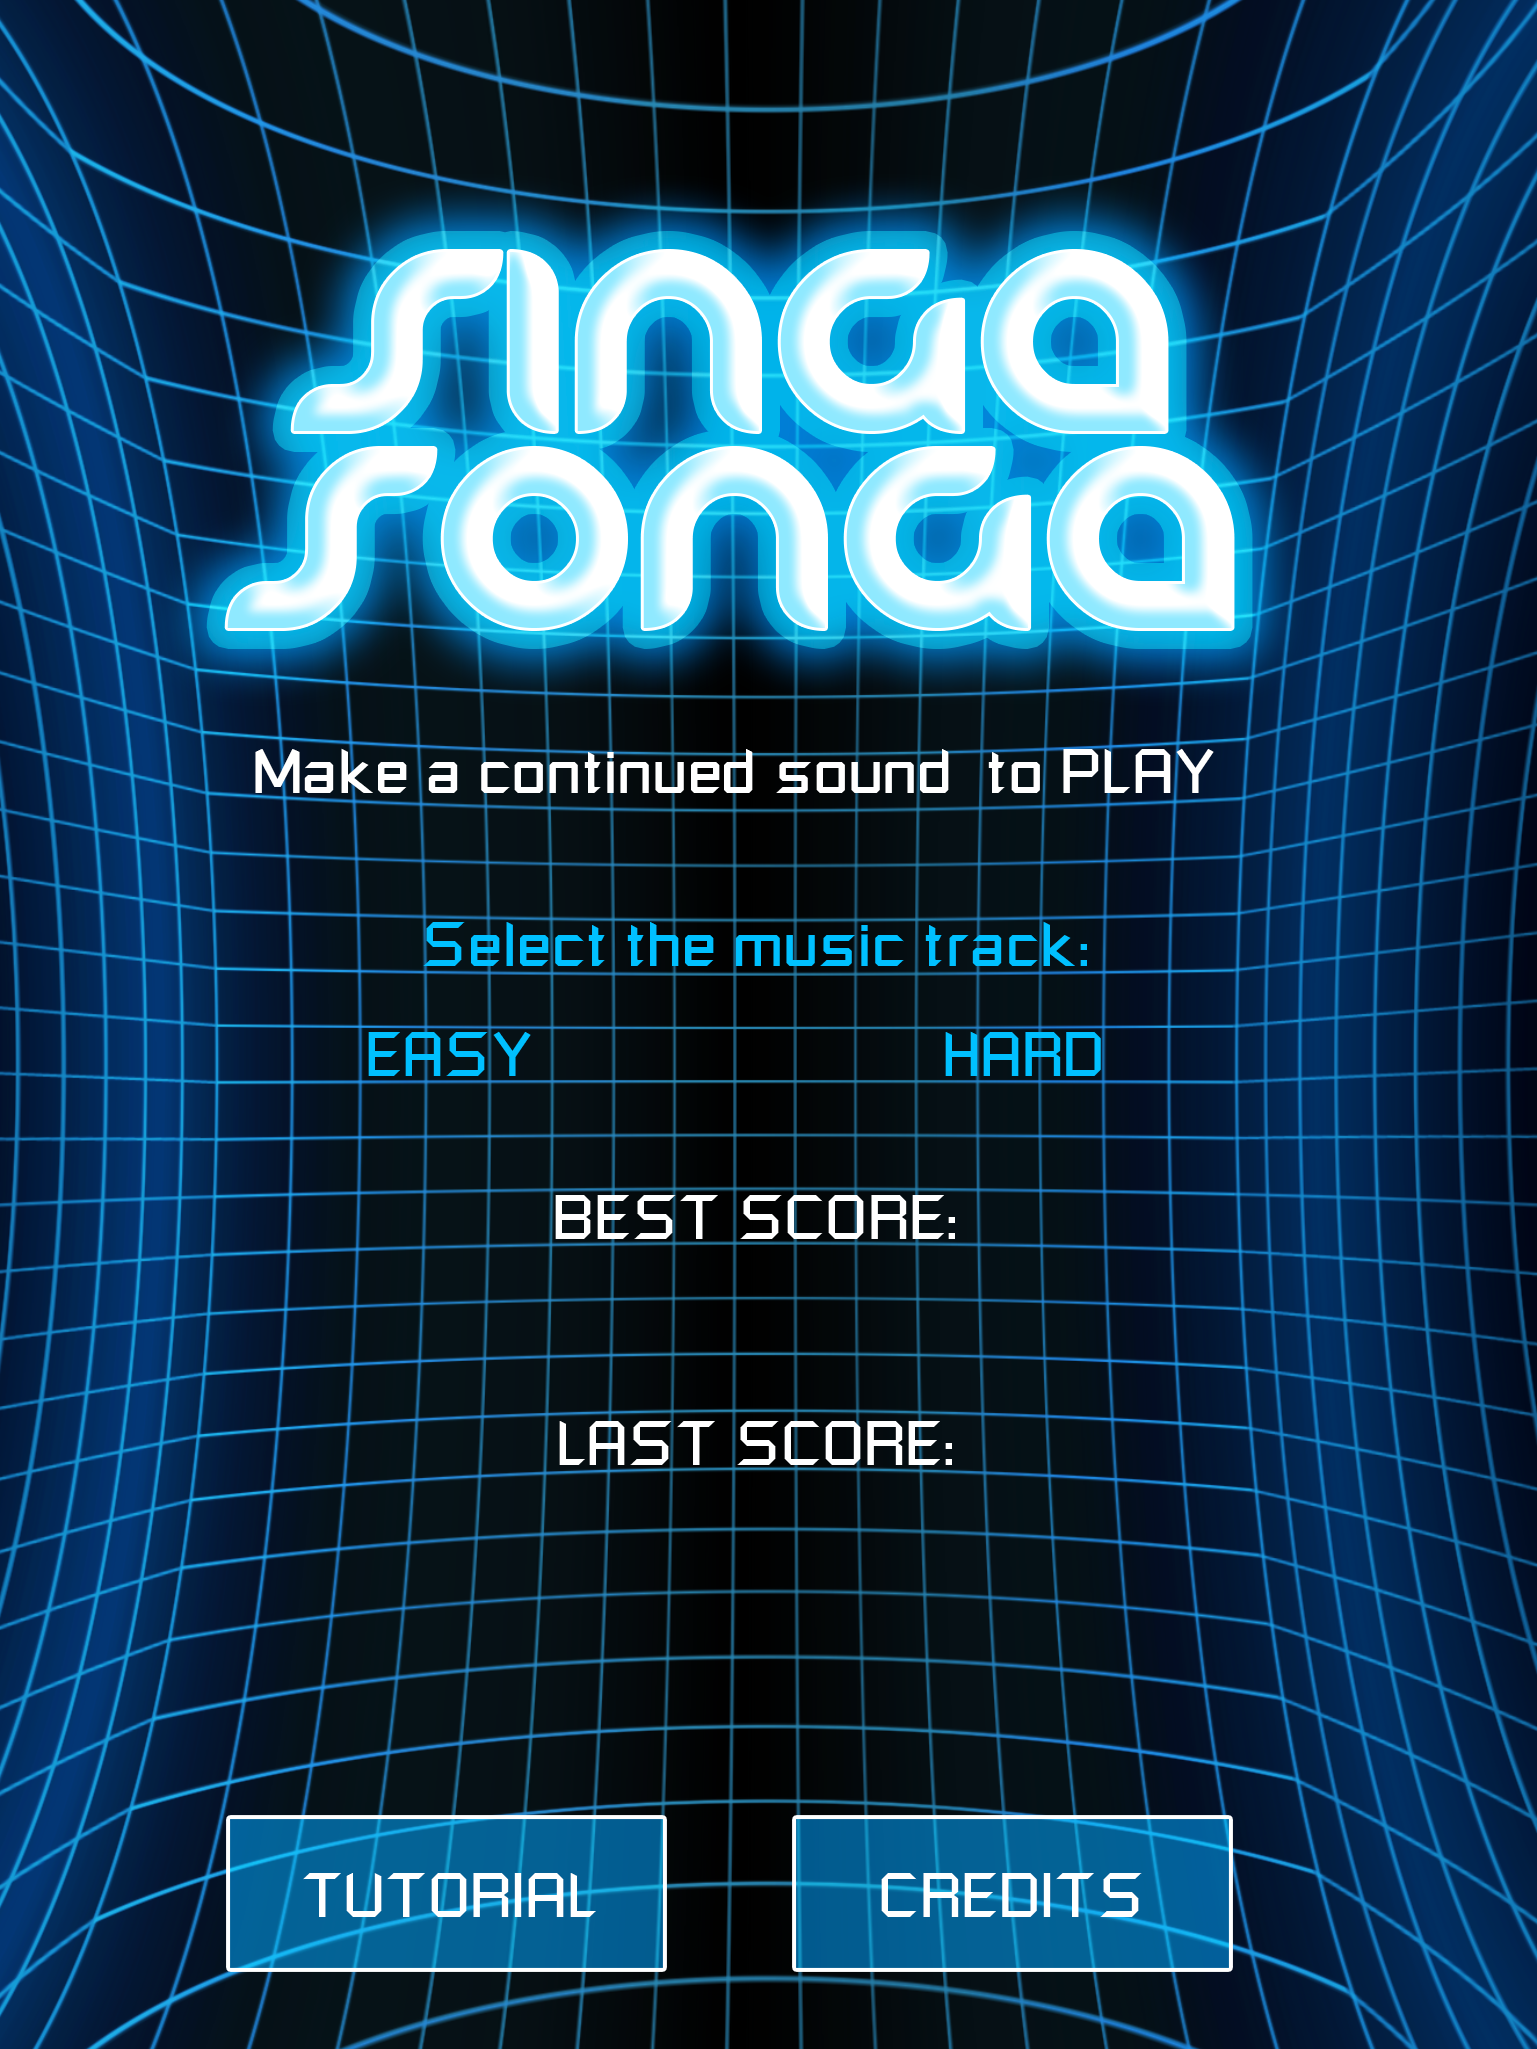 SINGA
SONGA
Make a continued sound to PLAY
Select the music track:
EASY HARD
BEST SCORE:
LAST SCORE:
TUTORIAL CREDITS